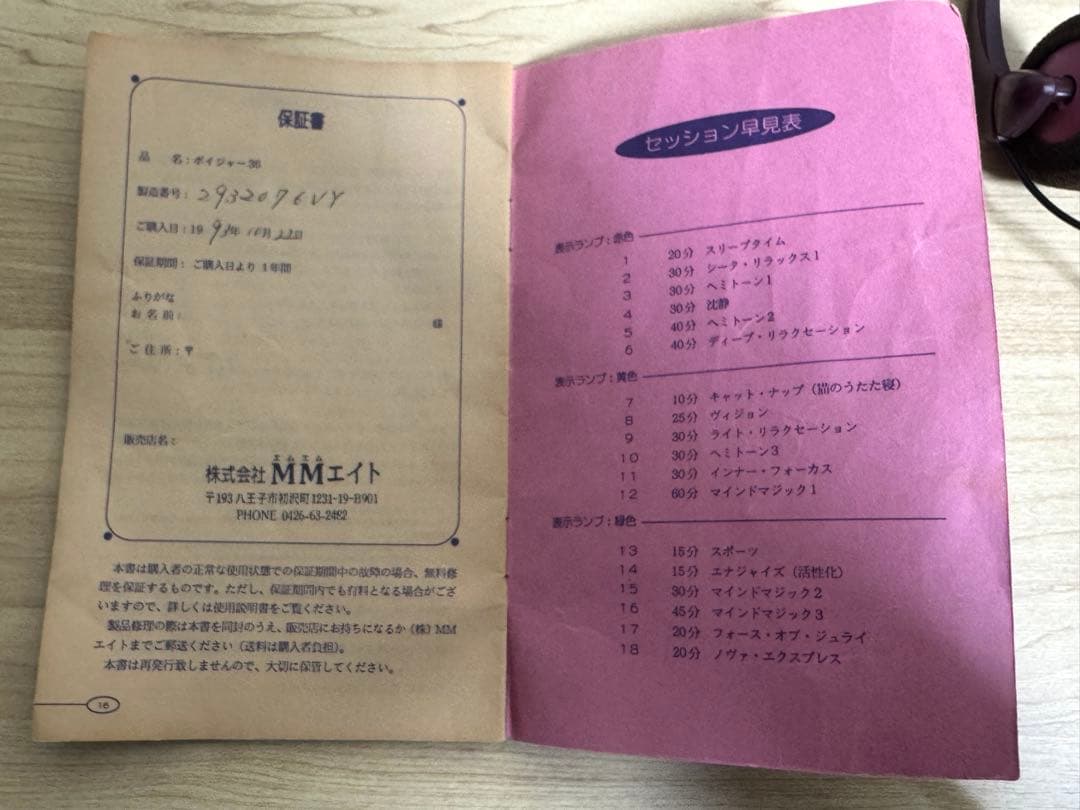 保証書
品 名:ボイジャー36
製造番号: 2932076VY
ご購入日:19 93年 10月 22日
保証期間: ご購入日より1年間
ふりがな
お名前:
様
ご住所:〒
販売店名:
エムエム
株式会社MMエイト
〒193 八王子市初沢町1231-19-B901
PHONE 0426-63-2482
本書は購入者の正常な使用状態での保証期間中の故障の場合、無料修
理を保証するものです。ただし、保証期間内でも有料となる場合がござ
いますので、詳しくは使用説明書をご覧ください。
製品修理の際は本書を同封のうえ、販売店にお持ちになるか(株)MM
エイトまでご郵送ください(送料は購入者負担)。
本書は再発行致しませんので、大切に保管してください。
16
セッション早見表
表示ランプ:赤色
1 20分 スリープタイム
2 30分 シータ・リラックス1
3 30分 ヘミトーン1
4 30分 沈静
5 40分 ヘミトーン2
6 40分 ディープ・リラクセーション
表示ランプ:黄色
7 10分 キャット・ナップ(猫のうたた寝)
8 25分 ヴィジョン
9 30分 ライト・リラクセーション
10 30分 ヘミトーン3
11 30分 インナー・フォーカス
12 60分 マインドマジック1
表示ランプ:緑色
13 15分 スポーツ
14 15分 エナジャイズ(活性化)
15 30分 マインドマジック2
16 45分 マインドマジック3
17 20分 フォース・オブ・ジュライ
18 20分 ノヴァ・エクスプレス